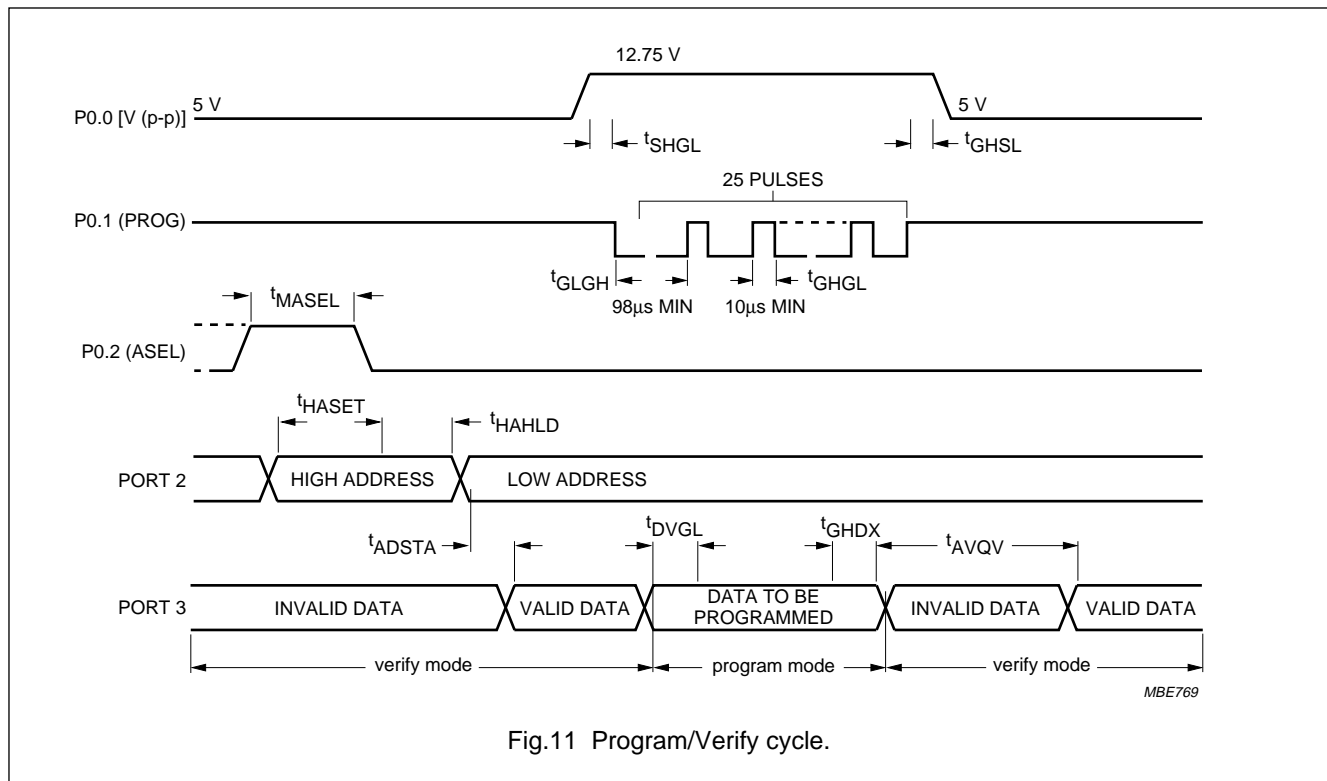 12.75 V
5 V
5 V
P0.0 [V (p-p)]
tSHGL
tGHSL
25 PULSES
P0.1 (PROG)
tGLGH
tGHGL
98μs MIN
10μs MIN
tMASEL
P0.2 (ASEL)
tHASET
tHAHLD
PORT 2
HIGH ADDRESS
LOW ADDRESS
tADSTA
tDVGL
tGHDX
tAVQV
PORT 3
INVALID DATA
VALID DATA
DATA TO BE
PROGRAMMED
INVALID DATA
VALID DATA
verify mode
program mode
verify mode
MBE769
Fig.11 Program/Verify cycle.